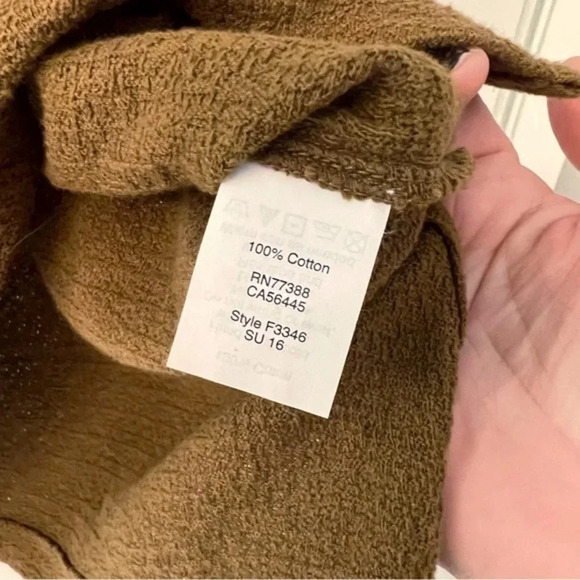 100% Cotton
RN77388
CA56445
Style F3346
SU 16